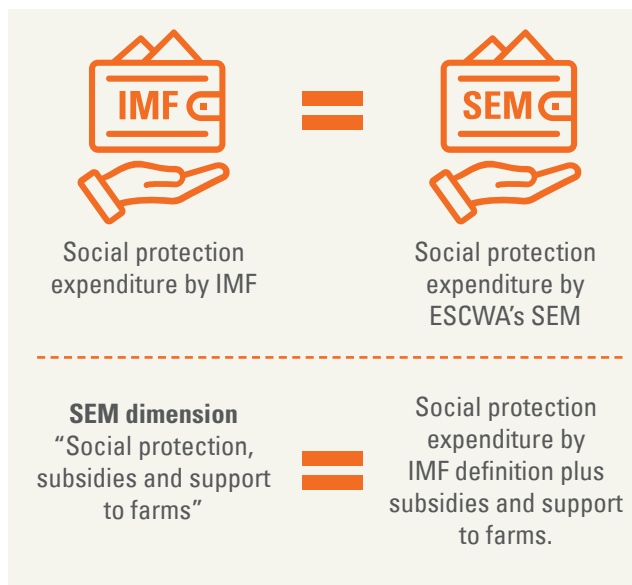 IMF
SEM
Social protection
expenditure by IMF
Social protection
expenditure by
ESCWA’s SEM
SEM dimension
“Social protection,
subsidies and support
to farms”
Social protection
expenditure by
IMF definition plus
subsidies and support
to farms.